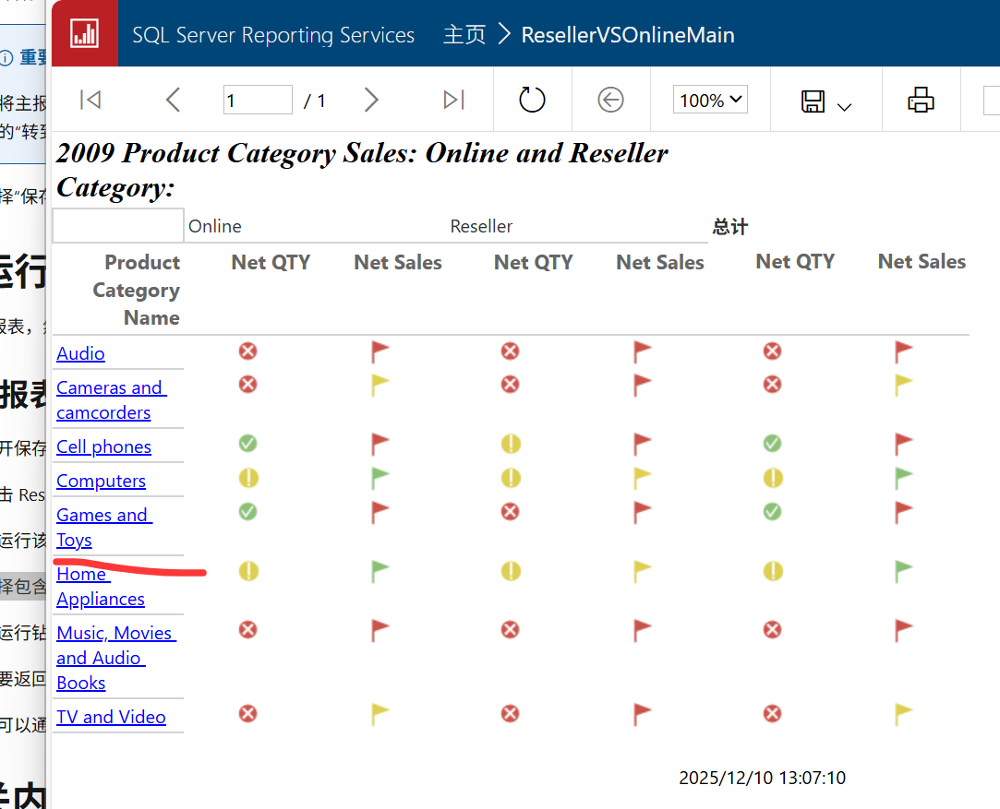 重要
SQL Server Reporting Services 主页 ResellerVSOnlineMain
将主报
的“转到
1 / 1 100%
2009 Product Category Sales: Online and Reseller
Category:
择“保存
Online Reseller 总计
Product Category Name Net QTY Net Sales Net QTY Net Sales Net QTY Net Sales
运行
报表，
Audio
报表
Cameras and
camcorders
开保存
Cell phones
击 Res
Computers
Games and
Toys
运行该
Home
Appliances
择包含
运行钻
Music, Movies
and Audio
Books
要返回
TV and Video
可以通
2025/12/10 13:07:10
关内